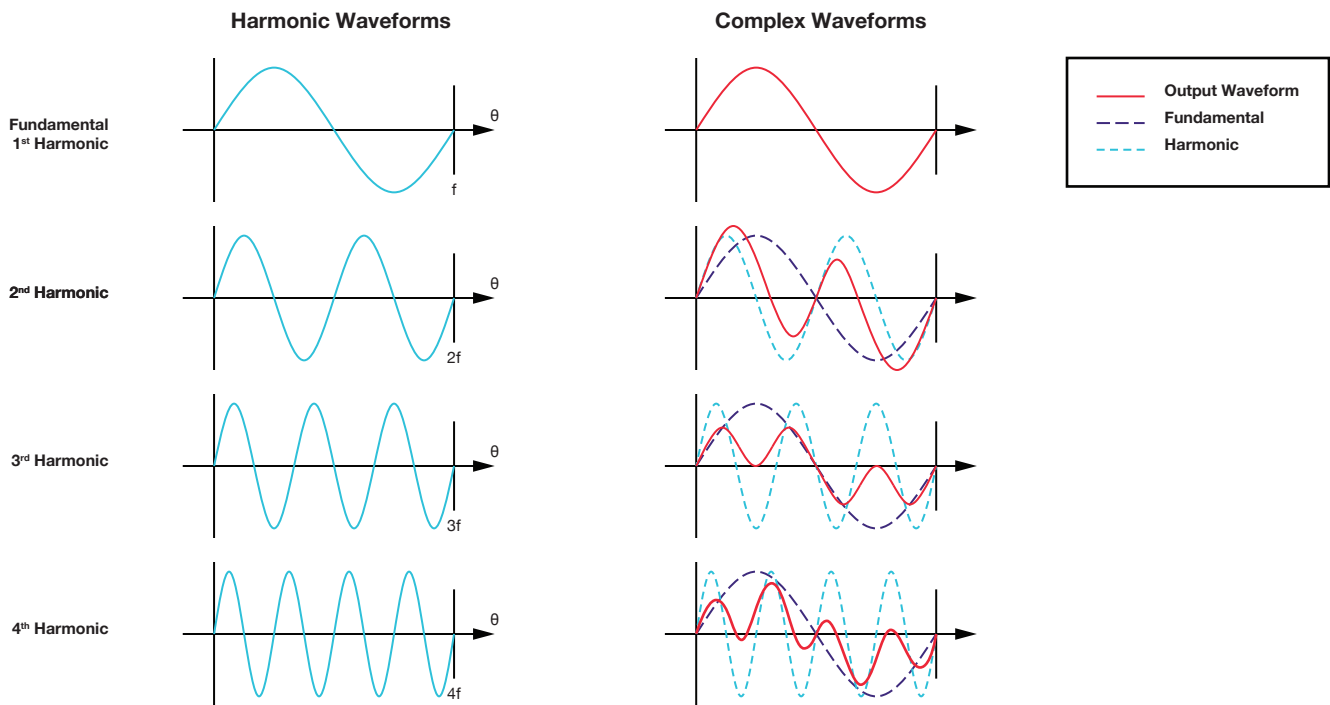 Harmonic Waveforms
Complex Waveforms
Output Waveform
Fundamental
Harmonic
Fundamental
1st Harmonic
θ
f
2nd Harmonic
θ
2f
3rd Harmonic
θ
3f
4th Harmonic
θ
4f